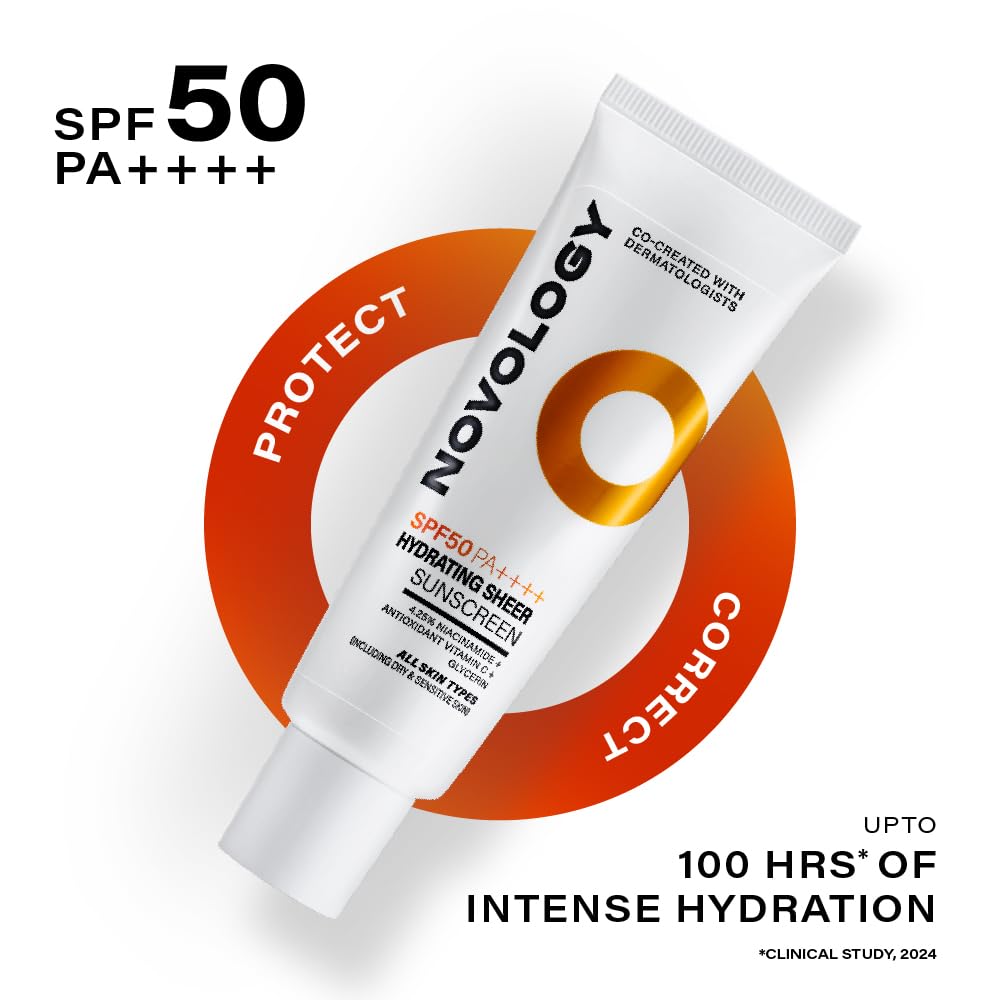 SPF 50
PA++++
PROTECT
CO-CREATED WITH
DERMATOLOGISTS
NOVOLOGY
SPF50 PA++++
HYDRATING SHEER
SUNSCREEN
4.25% NIACINAMIDE +
ANTIOXIDANT VITAMIN C +
GLYCERIN
ALL SKIN TYPES
(INCLUDING DRY & SENSITIVE SKIN)
CORRECT
UPTO
100 HRS* OF
INTENSE HYDRATION
*CLINICAL STUDY, 2024